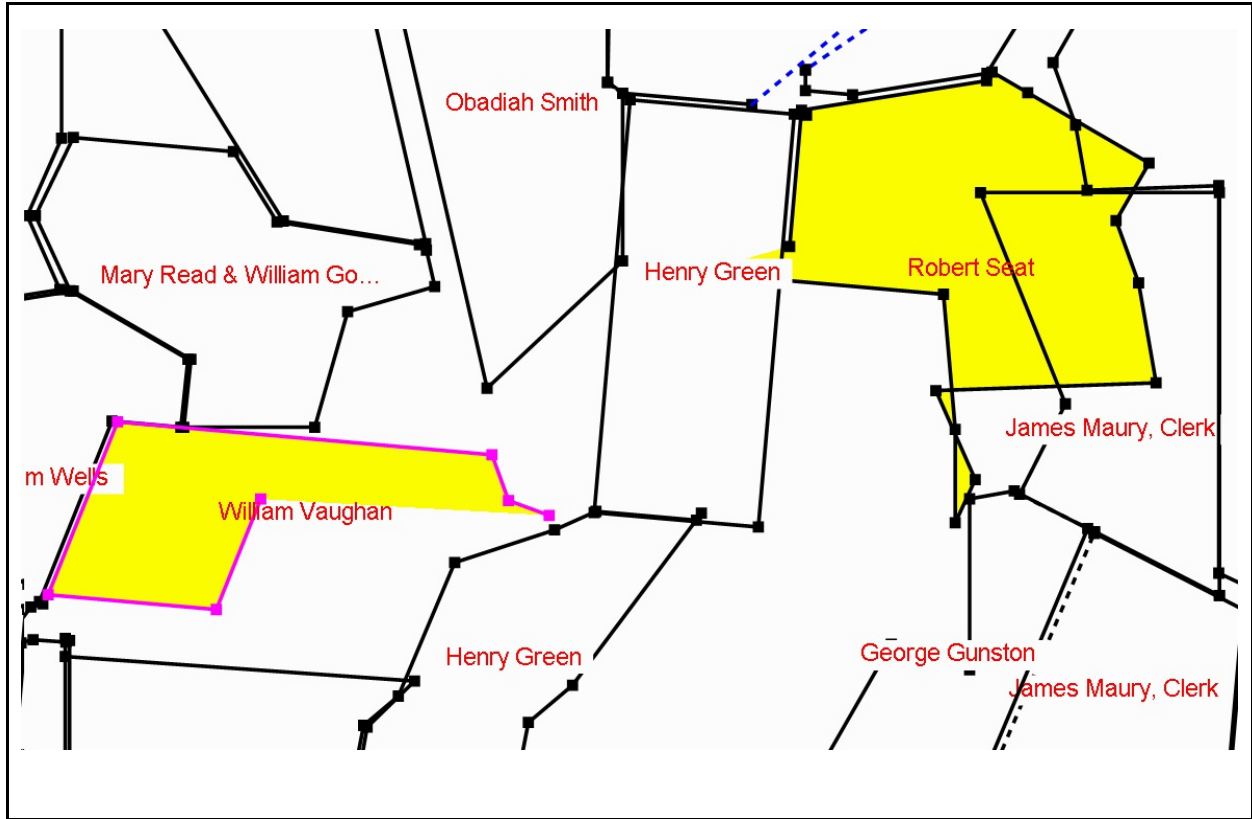 Obadiah Smith
Mary Read & William Go...
Henry Green
Robert Seat
James Maury, Clerk
m Wells
William Vaughan
Henry Green
George Gunston
James Maury, Clerk